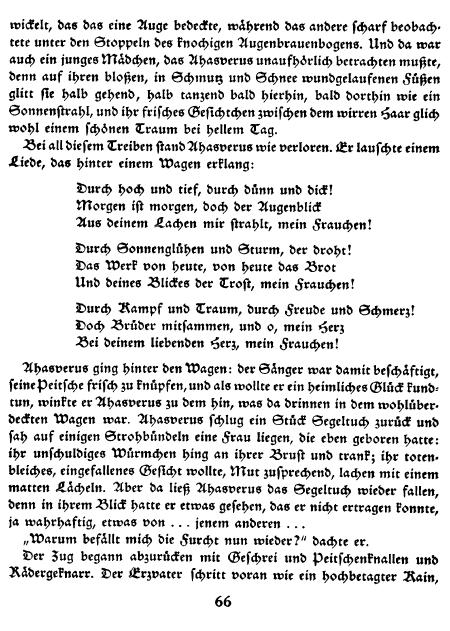 wickelt, das das eine Auge bedeckte, während das andere scharf beobach-
tete unter den Stoppeln des knochigen Augenbrauenbogens. Und da war
auch ein junges Mädchen, das Ahasverus unaufhörlich betrachten mußte,
denn auf ihren bloßen, in Schmutz und Schnee wundgelaufenen Füßen
glitt sie halb gehend, halb tanzend bald hierhin, bald dorthin wie ein
Sonnenstrahl, und ihr frisches Gesichtchen zwischen dem wirren Haar glich
wohl einem schönen Traum bei hellem Tag.
Bei all diesem Treiben stand Ahasverus wie verloren. Er lauschte einem
Liede, das hinter einem Wagen erklang:
Durch hoch und tief, durch dünn und dick!
Morgen ist morgen, doch der Augenblick
Aus deinem Lachen mir strahlt, mein Frauchen!
Durch Sonnenglühen und Sturm, der droht!
Das Werk von heute, von heute das Brot
Und deines Blickes der Trost, mein Frauchen!
Durch Kampf und Traum, durch Freude und Schmerz!
Doch Brüder mitsammen, und o, mein Herz
Bei deinem liebenden Herz, mein Frauchen!
Ahasverus ging hinter den Wagen: der Sänger war damit beschäftigt,
seine Peitsche frisch zu knüpfen, und als wollte er ein heimliches Glück kund-
tun, winkte er Ahasverus zu dem hin, was da drinnen in dem wohlüber-
deckten Wagen war. Ahasverus schlug ein Stück Segeltuch zurück und
sah auf einigen Strohbündeln eine Frau liegen, die eben geboren hatte:
ihr unschuldiges Würmchen hing an ihrer Brust und trank; ihr toten-
bleiches, eingefallenes Gesicht wollte, Mut zusprechend, lachen mit einem
matten Lächeln. Aber da ließ Ahasverus das Segeltuch wieder fallen,
denn in ihrem Blick hatte er etwas gesehen, das er nicht ertragen konnte,
ja wahrhaftig, etwas von ... jenem anderen ...
„Warum befällt mich die Furcht nun wieder?“ dachte er.
Der Zug begann abzurücken mit Geschrei und Peitschenknallen und
Rädergeknarr. Der Erzvater schritt voran wie ein hochbetagter Kain,
66